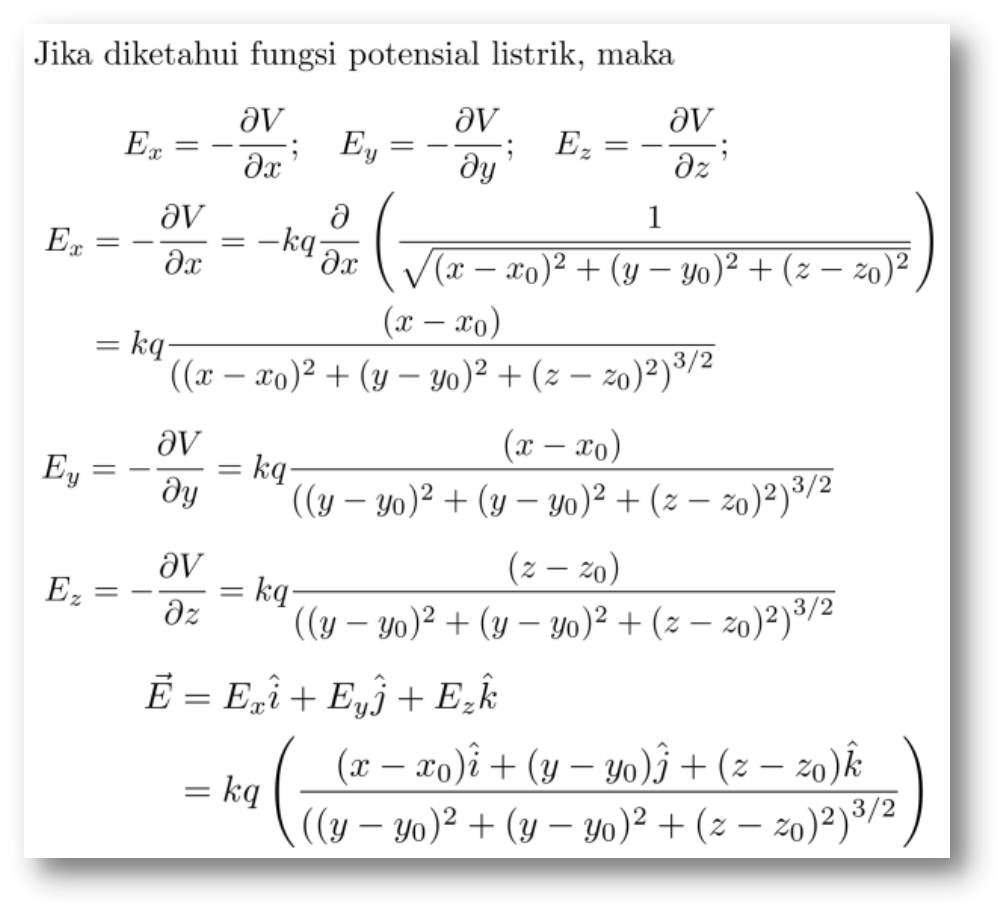 Jika diketahui fungsi potensial listrik, maka
$E_x = -\frac{\partial V}{\partial x}; \quad E_y = -\frac{\partial V}{\partial y}; \quad E_z = -\frac{\partial V}{\partial z};$
$E_x = -\frac{\partial V}{\partial x} = -kq\frac{\partial}{\partial x}\left(\frac{1}{\sqrt{(x-x_0)^2+(y-y_0)^2+(z-z_0)^2}}\right)$
$= kq\frac{(x-x_0)}{((x-x_0)^2+(y-y_0)^2+(z-z_0)^2)^{3/2}}$
$E_y = -\frac{\partial V}{\partial y} = kq\frac{(x-x_0)}{((y-y_0)^2+(y-y_0)^2+(z-z_0)^2)^{3/2}}$
$E_z = -\frac{\partial V}{\partial z} = kq\frac{(z-z_0)}{((y-y_0)^2+(y-y_0)^2+(z-z_0)^2)^{3/2}}$
$\vec{E} = E_x\hat{i} + E_y\hat{j} + E_z\hat{k}$
$= kq\left(\frac{(x-x_0)\hat{i}+(y-y_0)\hat{j}+(z-z_0)\hat{k}}{((y-y_0)^2+(y-y_0)^2+(z-z_0)^2)^{3/2}}\right)$